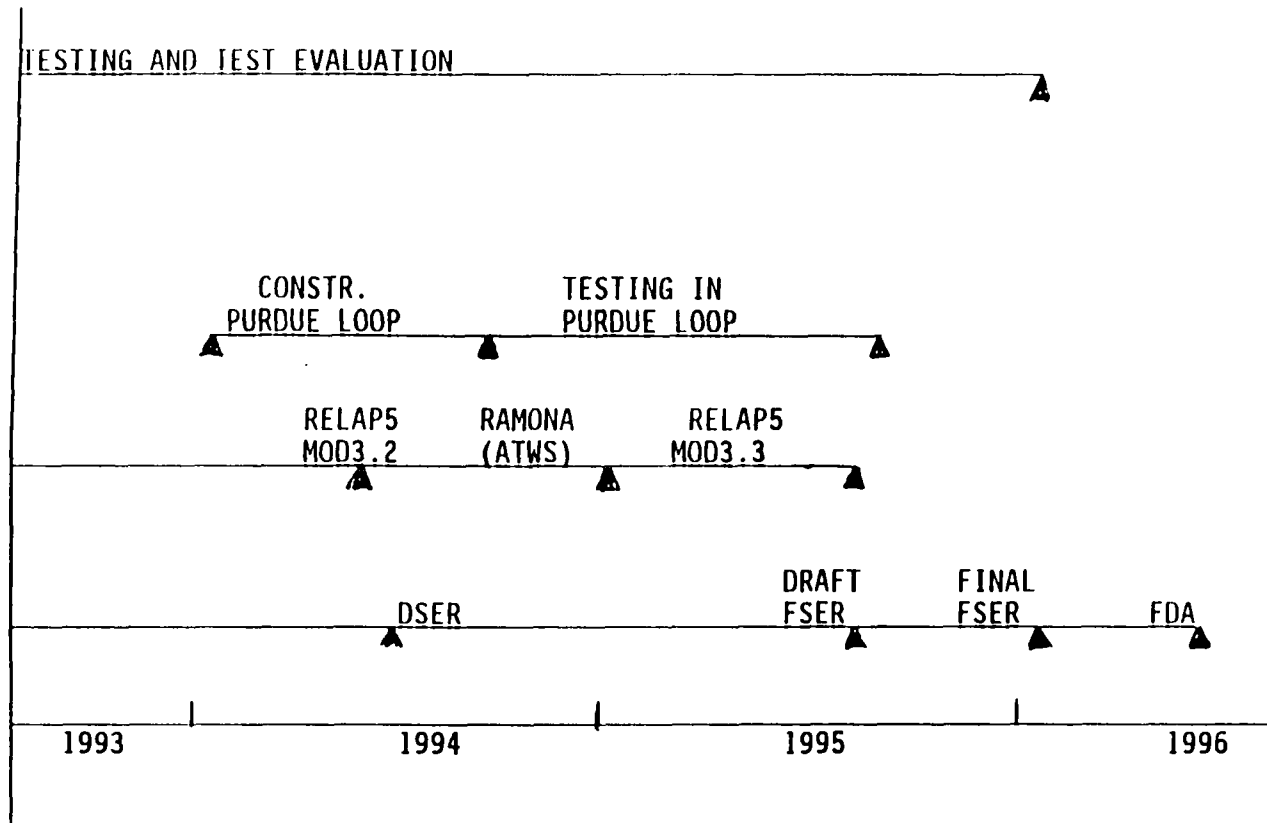 TESTING AND TEST EVALUATION
CONSTR.
PURDUE LOOP
TESTING IN
PURDUE LOOP
RELAP5
MOD3.2
RAMONA
(ATWS)
RELAP5
MOD3.3
DSER
DRAFT
FSER
FINAL
FSER
FDA
1993 1994 1995 1996